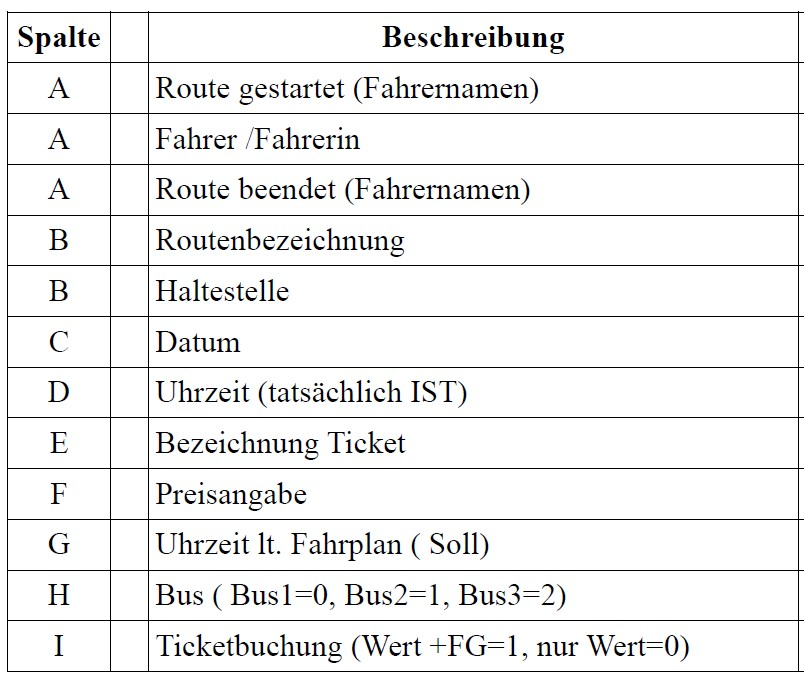 Spalte Beschreibung
A Route gestartet (Fahrernamen)
A Fahrer /Fahrerin
A Route beendet (Fahrernamen)
B Routenbezeichnung
B Haltestelle
C Datum
D Uhrzeit (tatsächlich IST)
E Bezeichnung Ticket
F Preisangabe
G Uhrzeit lt. Fahrplan ( Soll)
H Bus ( Bus1=0, Bus2=1, Bus3=2)
I Ticketbuchung (Wert +FG=1, nur Wert=0)